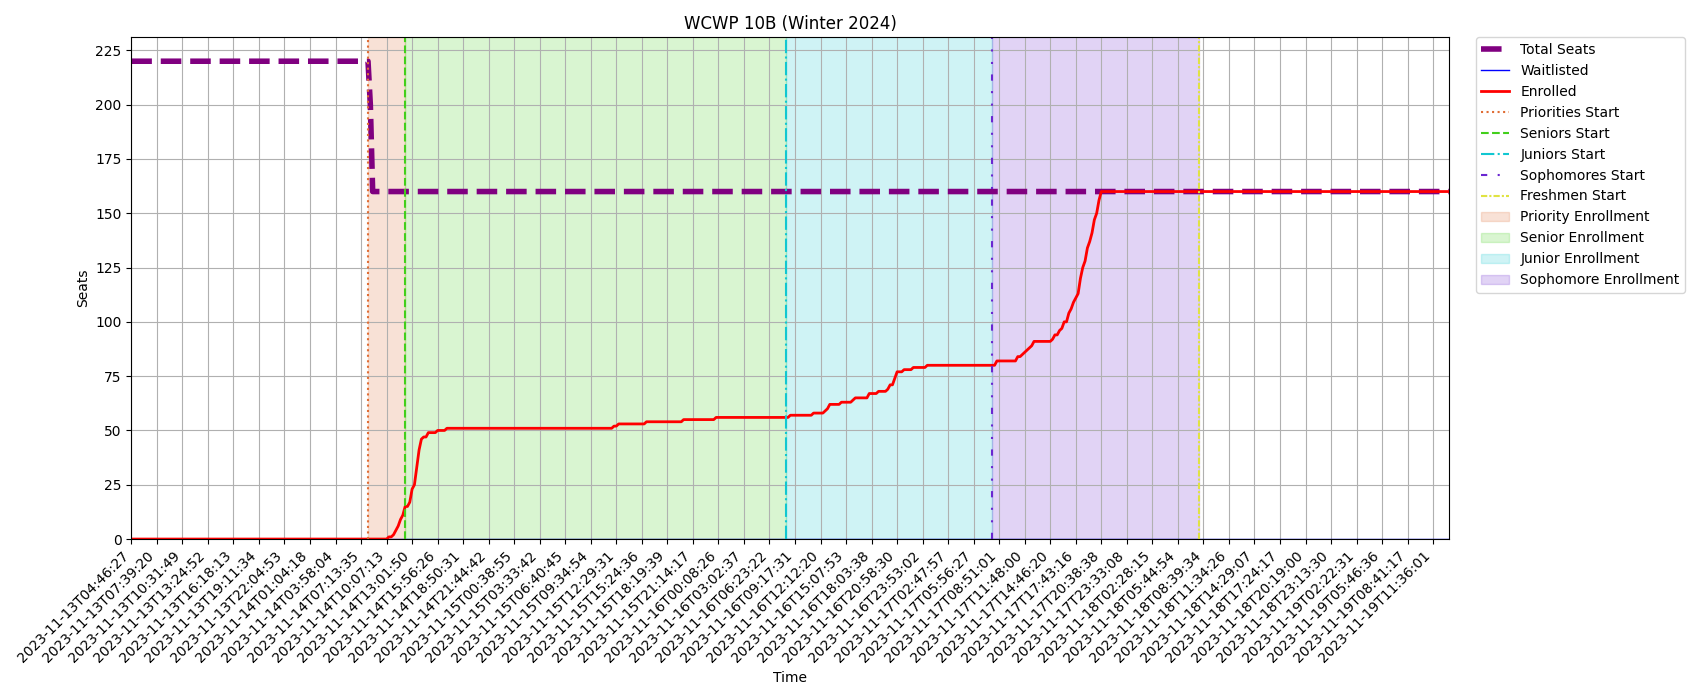 WCWP 10B (Winter 2024)
225
200
175
150
125
100
75
50
25
0
Seats
2023-11-13T04:46:27
2023-11-13T07:39:20
2023-11-13T10:31:49
2023-11-13T13:24:52
2023-11-13T16:18:13
2023-11-13T19:11:34
2023-11-13T22:04:53
2023-11-14T01:04:18
2023-11-14T03:58:04
2023-11-14T07:13:35
2023-11-14T10:07:13
2023-11-14T13:01:50
2023-11-14T15:56:26
2023-11-14T18:50:31
2023-11-14T21:44:42
2023-11-15T00:38:55
2023-11-15T03:33:42
2023-11-15T06:40:45
2023-11-15T09:34:54
2023-11-15T12:29:31
2023-11-15T15:24:36
2023-11-15T18:19:39
2023-11-15T21:14:17
2023-11-16T00:08:26
2023-11-16T03:02:37
2023-11-16T06:23:22
2023-11-16T09:17:31
2023-11-16T12:12:20
2023-11-16T15:07:53
2023-11-16T18:03:38
2023-11-16T20:58:30
2023-11-16T23:53:02
2023-11-17T02:47:57
2023-11-17T05:56:27
2023-11-17T08:51:01
2023-11-17T11:48:00
2023-11-17T14:46:20
2023-11-17T17:43:16
2023-11-17T20:38:38
2023-11-17T23:33:08
2023-11-18T02:28:15
2023-11-18T05:44:54
2023-11-18T08:39:34
2023-11-18T11:34:26
2023-11-18T14:29:07
2023-11-18T17:24:17
2023-11-18T20:19:00
2023-11-18T23:13:30
2023-11-19T02:22:31
2023-11-19T05:46:36
2023-11-19T08:41:17
2023-11-19T11:36:01
Time
Total Seats
Waitlisted
Enrolled
Priorities Start
Seniors Start
Juniors Start
Sophomores Start
Freshmen Start
Priority Enrollment
Senior Enrollment
Junior Enrollment
Sophomore Enrollment